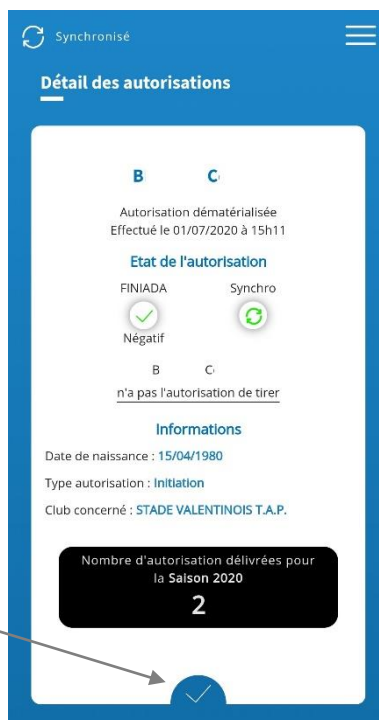 Synchronisé
Détail des autorisations
B C
Autorisation dématérialisée
Effectué le 01/07/2020 à 15h11
Etat de l'autorisation
FINIADA Synchro
Négatif
B C
n'a pas l'autorisation de tirer
Informations
Date de naissance : 15/04/1980
Type autorisation : Initiation
Club concerné : STADE VALENTINOIS T.A.P.
Nombre d'autorisation délivrées pour
la Saison 2020
2